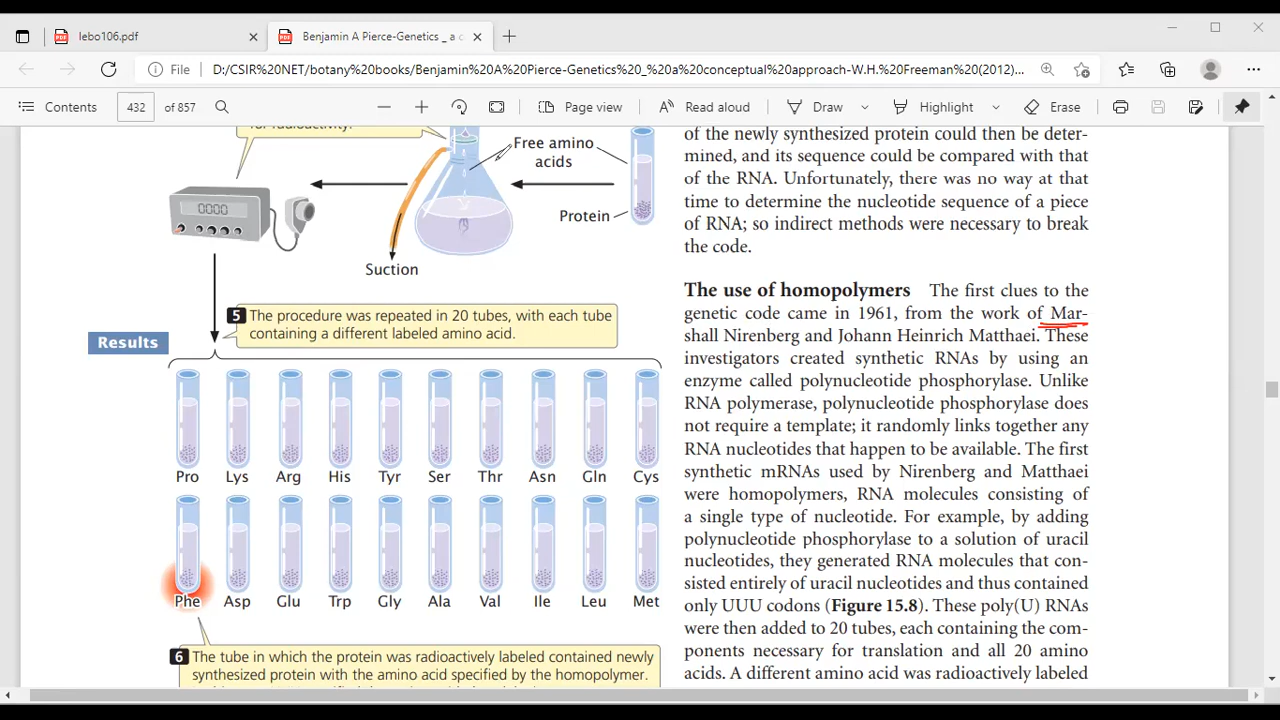 lebo106.pdf
Benjamin A Pierce-Genetics _ a c
File
D:/CSIR%20NET/botany%20books/Benjamin%20A%20Pierce-Genetics%20_%20a%20conceptual%20approach-W.H.%20Freeman%20(2012)...
Contents
432 of 857
Page view
Read aloud
Draw
Highlight
Erase
for radioactivity.
Free amino
acids
Protein
Suction
5 The procedure was repeated in 20 tubes, with each tube
containing a different labeled amino acid.
Results
Pro Lys Arg His Tyr Ser Thr Asn Gln Cys
Phe Asp Glu Trp Gly Ala Val Ile Leu Met
6 The tube in which the protein was radioactively labeled contained newly
synthesized protein with the amino acid specified by the homopolymer.
of the newly synthesized protein could then be deter-
mined, and its sequence could be compared with that
of the RNA. Unfortunately, there was no way at that
time to determine the nucleotide sequence of a piece
of RNA; so indirect methods were necessary to break
the code.
The use of homopolymers The first clues to the
genetic code came in 1961, from the work of Mar-
shall Nirenberg and Johann Heinrich Matthaei. These
investigators created synthetic RNAs by using an
enzyme called polynucleotide phosphorylase. Unlike
RNA polymerase, polynucleotide phosphorylase does
not require a template; it randomly links together any
RNA nucleotides that happen to be available. The first
synthetic mRNAs used by Nirenberg and Matthaei
were homopolymers, RNA molecules consisting of
a single type of nucleotide. For example, by adding
polynucleotide phosphorylase to a solution of uracil
nucleotides, they generated RNA molecules that con-
sisted entirely of uracil nucleotides and thus contained
only UUU codons (Figure 15.8). These poly(U) RNAs
were then added to 20 tubes, each containing the com-
ponents necessary for translation and all 20 amino
acids. A different amino acid was radioactively labeled